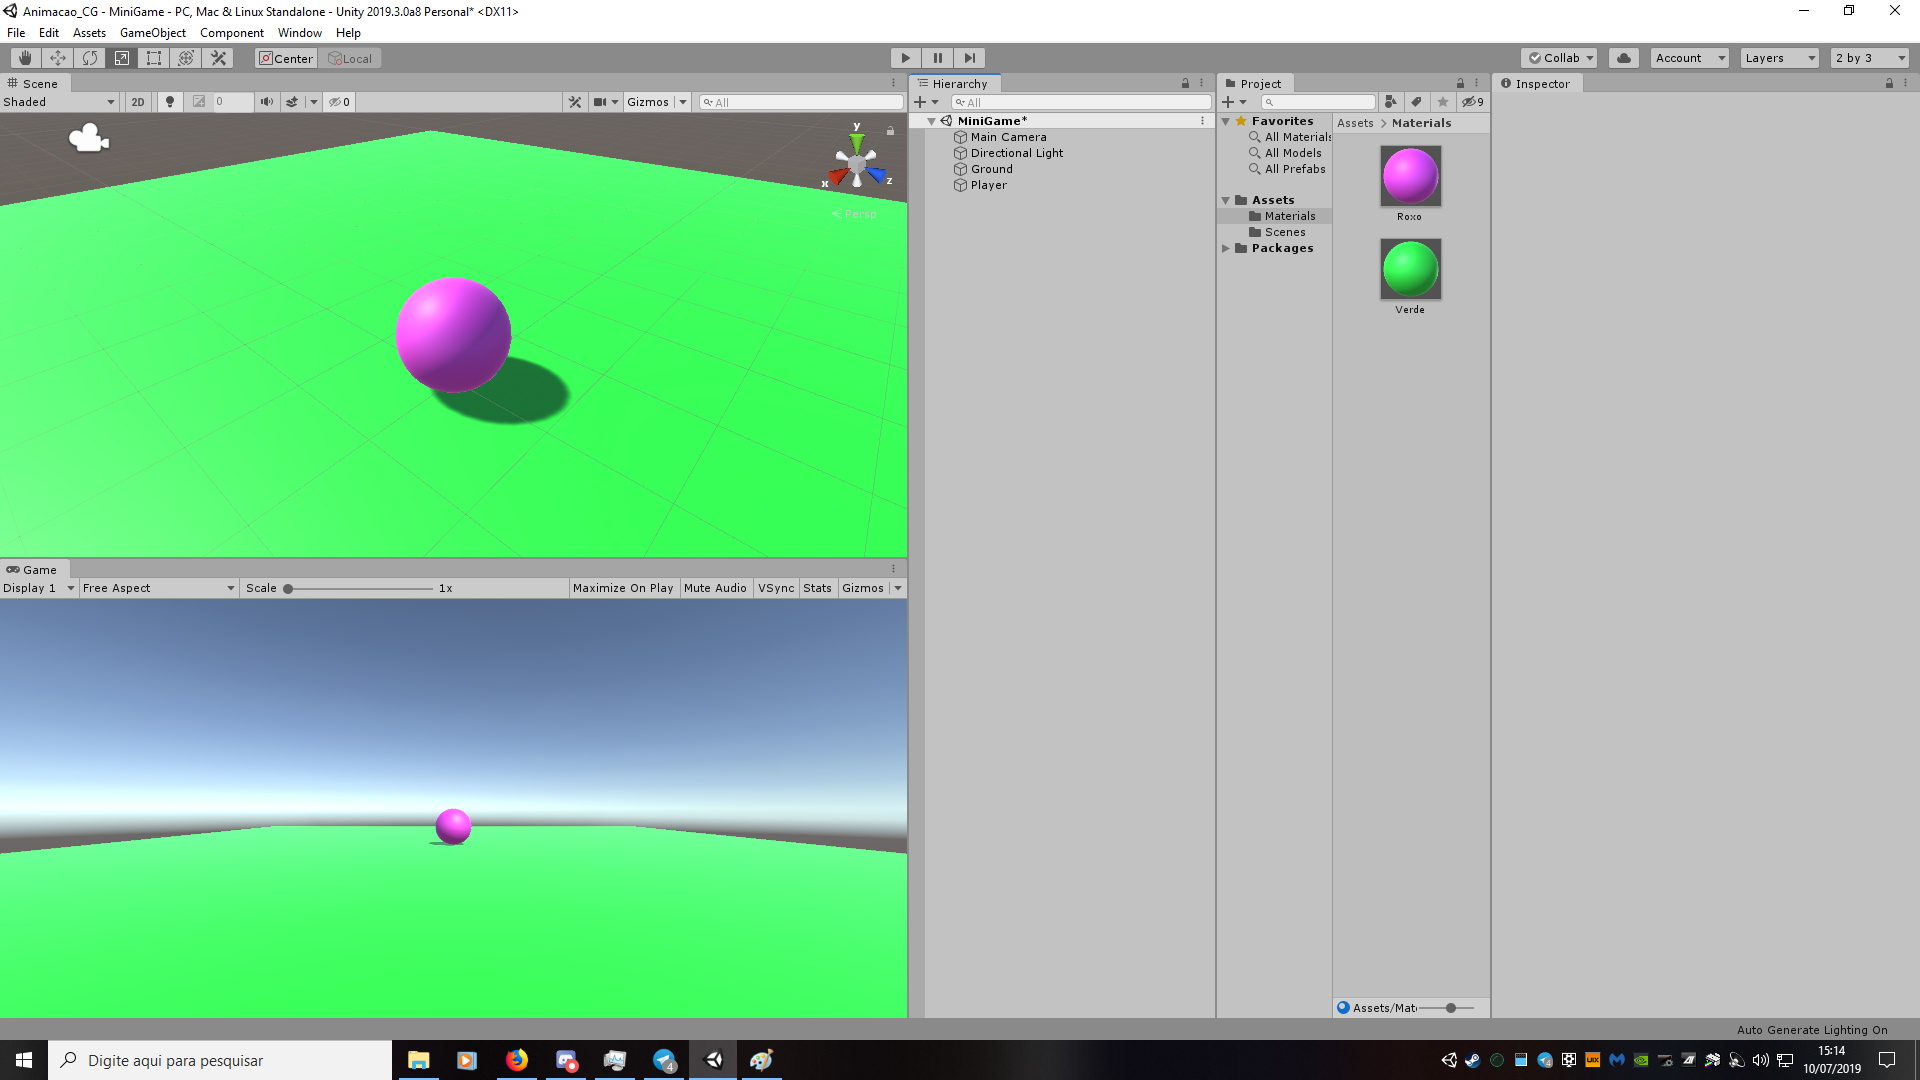 Animacao_CG - MiniGame - PC, Mac & Linux Standalone - Unity 2019.3.0a8 Personal* <DX11>
File Edit Assets GameObject Component Window Help
Center Local Collab Account Layers 2 by 3
Scene
Shaded 2D 0 0 Gizmos All
y
x
z
Persp
Game
Display 1 Free Aspect Scale 1x Maximize On Play Mute Audio VSync Stats Gizmos
Hierarchy
All
MiniGame*
Main Camera
Directional Light
Ground
Player
Project
9
Favorites
All Materials
All Models
All Prefabs
Assets
Materials
Scenes
Packages
Assets > Materials
Roxo
Verde
Assets/Mat
Inspector
Auto Generate Lighting On
Digite aqui para pesquisar
4
UIX
15:14
10/07/2019